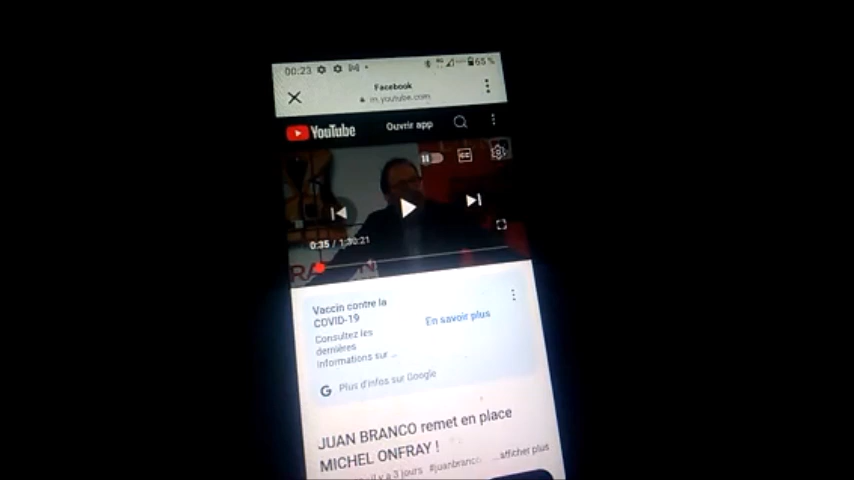 00:23 65 %
Facebook
m.youtube.com
YouTube Ouvrir app
CC
0:35 / 1:30:21
Vaccin contre la
COVID-19
Consultez les
dernières
informations sur ...
En savoir plus
G Plus d'infos sur Google
JUAN BRANCO remet en place
MICHEL ONFRAY !
il y a 3 jours #juanbranco ...afficher plus